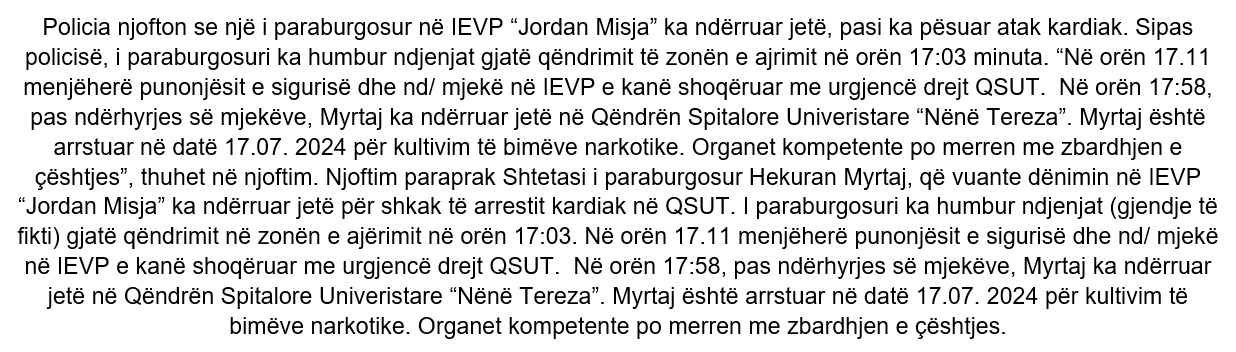 Policia njofton se një i paraburgosur në IEVP “Jordan Misja” ka ndërruar jetë, pasi ka pësuar atak kardiak. Sipas
policisë, i paraburgosuri ka humbur ndjenjat gjatë qëndrimit të zonën e ajrimit në orën 17:03 minuta. “Në orën 17.11
menjëherë punonjësit e sigurisë dhe nd/ mjekë në IEVP e kanë shoqëruar me urgjencë drejt QSUT.  Në orën 17:58,
pas ndërhyrjes së mjekëve, Myrtaj ka ndërruar jetë në Qëndrën Spitalore Univeristare “Nënë Tereza”. Myrtaj është
arrstuar në datë 17.07. 2024 për kultivim të bimëve narkotike. Organet kompetente po merren me zbardhjen e
çështjes”, thuhet në njoftim. Njoftim paraprak Shtetasi i paraburgosur Hekuran Myrtaj, që vuante dënimin në IEVP
“Jordan Misja” ka ndërruar jetë për shkak të arrestit kardiak në QSUT. I paraburgosuri ka humbur ndjenjat (gjendje të
fikti) gjatë qëndrimit në zonën e ajërimit në orën 17:03. Në orën 17.11 menjëherë punonjësit e sigurisë dhe nd/ mjekë
në IEVP e kanë shoqëruar me urgjencë drejt QSUT.  Në orën 17:58, pas ndërhyrjes së mjekëve, Myrtaj ka ndërruar
jetë në Qëndrën Spitalore Univeristare “Nënë Tereza”. Myrtaj është arrstuar në datë 17.07. 2024 për kultivim të
bimëve narkotike. Organet kompetente po merren me zbardhjen e çështjes.